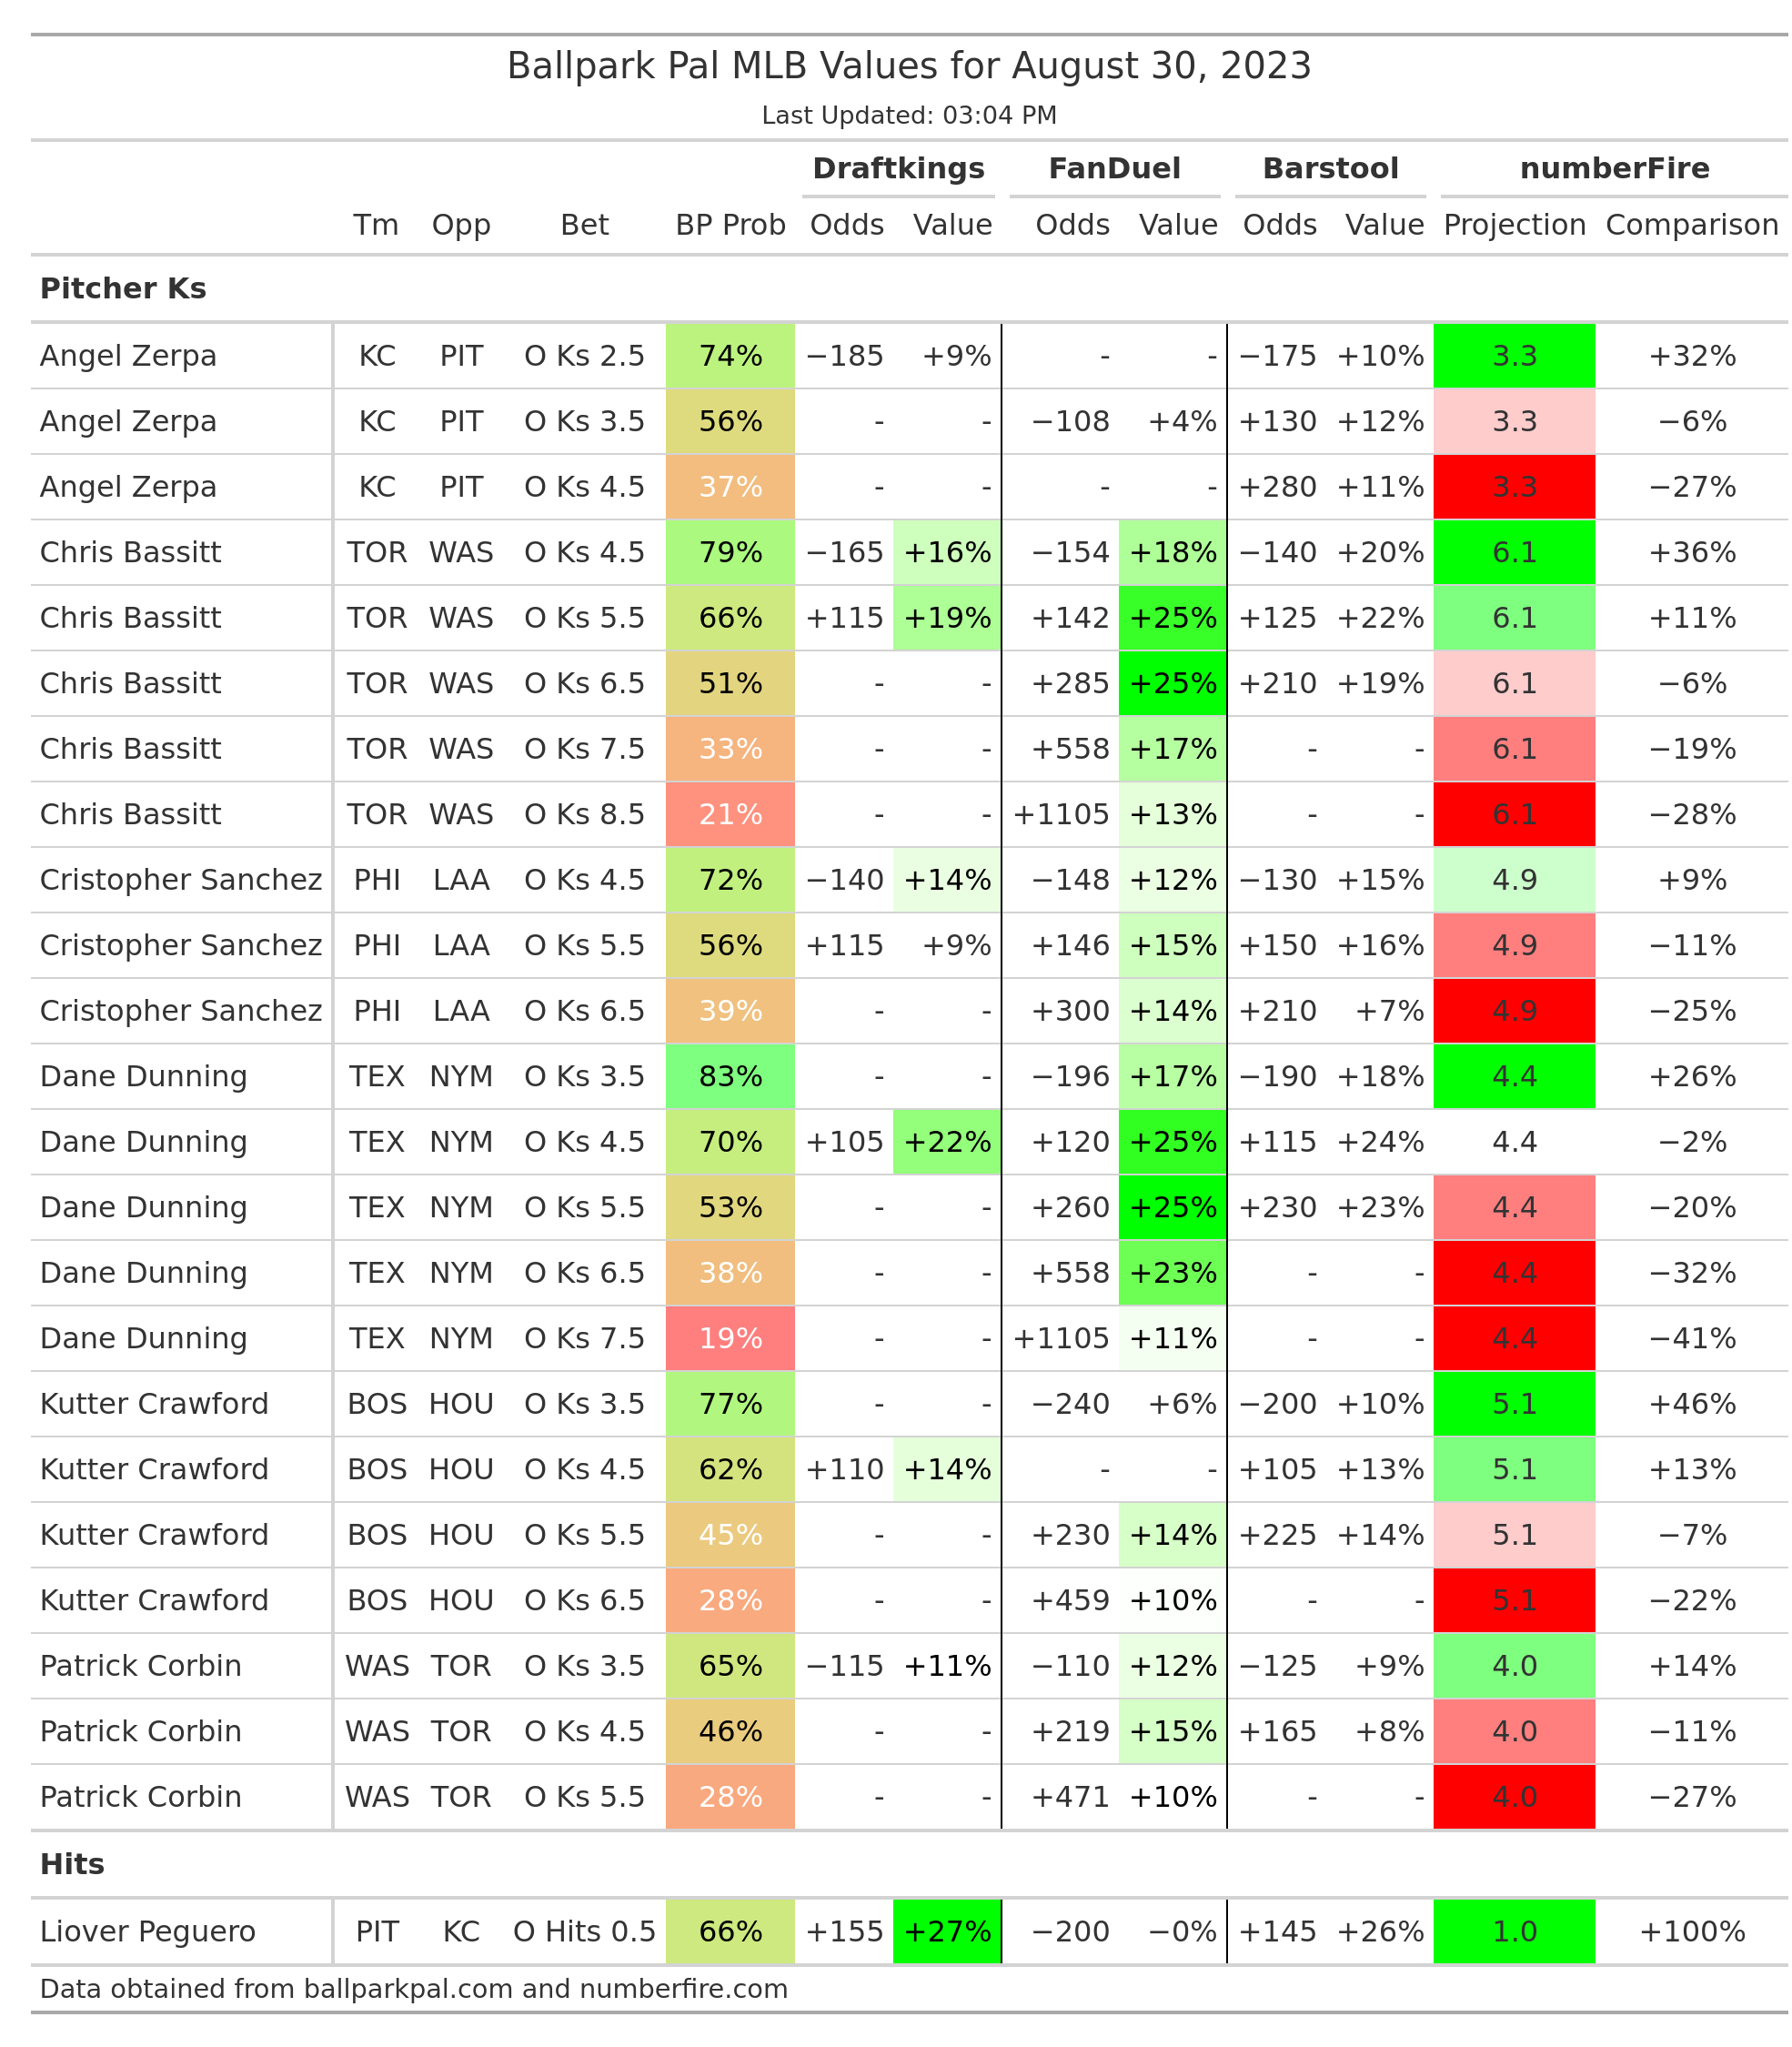 Ballpark Pal MLB Values for August 30, 2023
Last Updated: 03:04 PM
Draftkings FanDuel Barstool numberFire
Tm Opp Bet BP Prob Odds Value Odds Value Odds Value Projection Comparison
Pitcher Ks
Angel Zerpa KC PIT O Ks 2.5 74% −185 +9% - - −175 +10% 3.3 +32%
Angel Zerpa KC PIT O Ks 3.5 56% - - −108 +4% +130 +12% 3.3 −6%
Angel Zerpa KC PIT O Ks 4.5 37% - - - - +280 +11% 3.3 −27%
Chris Bassitt TOR WAS O Ks 4.5 79% −165 +16% −154 +18% −140 +20% 6.1 +36%
Chris Bassitt TOR WAS O Ks 5.5 66% +115 +19% +142 +25% +125 +22% 6.1 +11%
Chris Bassitt TOR WAS O Ks 6.5 51% - - +285 +25% +210 +19% 6.1 −6%
Chris Bassitt TOR WAS O Ks 7.5 33% - - +558 +17% - - 6.1 −19%
Chris Bassitt TOR WAS O Ks 8.5 21% - - +1105 +13% - - 6.1 −28%
Cristopher Sanchez PHI LAA O Ks 4.5 72% −140 +14% −148 +12% −130 +15% 4.9 +9%
Cristopher Sanchez PHI LAA O Ks 5.5 56% +115 +9% +146 +15% +150 +16% 4.9 −11%
Cristopher Sanchez PHI LAA O Ks 6.5 39% - - +300 +14% +210 +7% 4.9 −25%
Dane Dunning TEX NYM O Ks 3.5 83% - - −196 +17% −190 +18% 4.4 +26%
Dane Dunning TEX NYM O Ks 4.5 70% +105 +22% +120 +25% +115 +24% 4.4 −2%
Dane Dunning TEX NYM O Ks 5.5 53% - - +260 +25% +230 +23% 4.4 −20%
Dane Dunning TEX NYM O Ks 6.5 38% - - +558 +23% - - 4.4 −32%
Dane Dunning TEX NYM O Ks 7.5 19% - - +1105 +11% - - 4.4 −41%
Kutter Crawford BOS HOU O Ks 3.5 77% - - −240 +6% −200 +10% 5.1 +46%
Kutter Crawford BOS HOU O Ks 4.5 62% +110 +14% - - +105 +13% 5.1 +13%
Kutter Crawford BOS HOU O Ks 5.5 45% - - +230 +14% +225 +14% 5.1 −7%
Kutter Crawford BOS HOU O Ks 6.5 28% - - +459 +10% - - 5.1 −22%
Patrick Corbin WAS TOR O Ks 3.5 65% −115 +11% −110 +12% −125 +9% 4.0 +14%
Patrick Corbin WAS TOR O Ks 4.5 46% - - +219 +15% +165 +8% 4.0 −11%
Patrick Corbin WAS TOR O Ks 5.5 28% - - +471 +10% - - 4.0 −27%
Hits
Liover Peguero PIT KC O Hits 0.5 66% +155 +27% −200 −0% +145 +26% 1.0 +100%
Data obtained from ballparkpal.com and numberfire.com